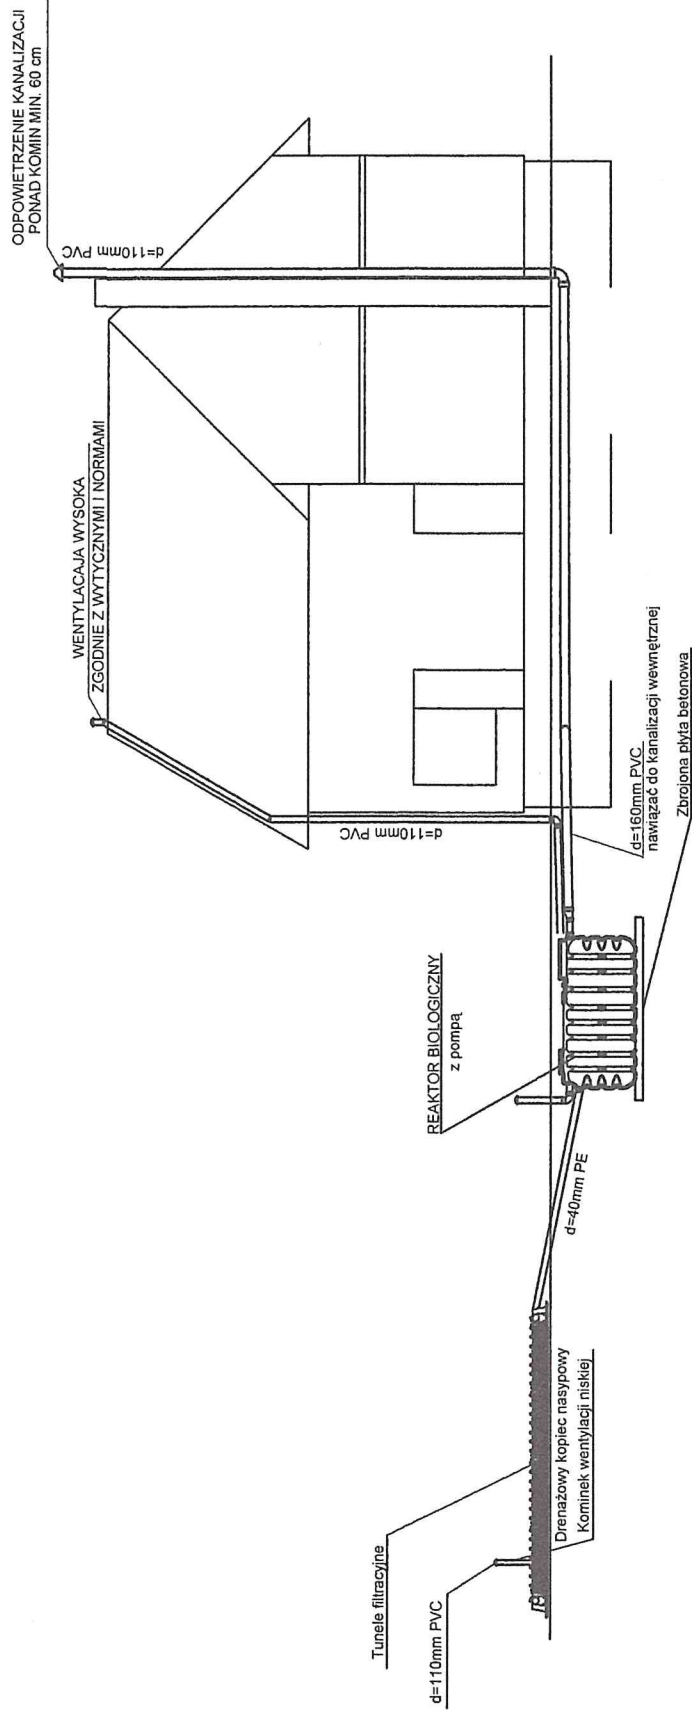 ODPOWIETRZENIE KANALIZACJI
PONAD KOMIN MIN. 60 cm
d=110mm PVC
WENTYLACAJA WYSOKA
ZGODNIE Z WYTYCZNYMI I NORMAMI
d=110mm PVC
d=160mm PVC
nawiązać do kanalizacji wewnętrznej
Zbrojona płyta betonowa
REAKTOR BIOLOGICZNY
z pompą
d=40mm PE
Tunele filtracyjne
Drenażowy kopiec nasypowy
Kominek wentylacji niskiej
d=110mm PVC